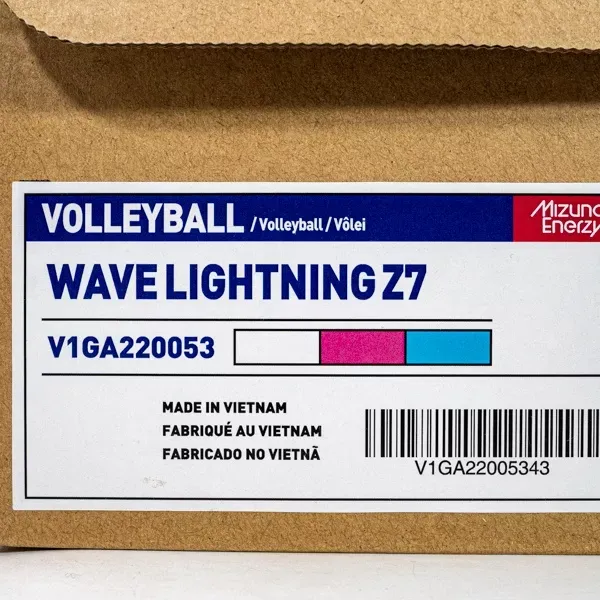 VOLLEYBALL / Volleyball / Vôlei
Mizuno
Enerzy
WAVE LIGHTNING Z7
V1GA220053
MADE IN VIETNAM
FABRIQUÉ AU VIETNAM
FABRICADO NO VIETNÃ
V1GA22005343